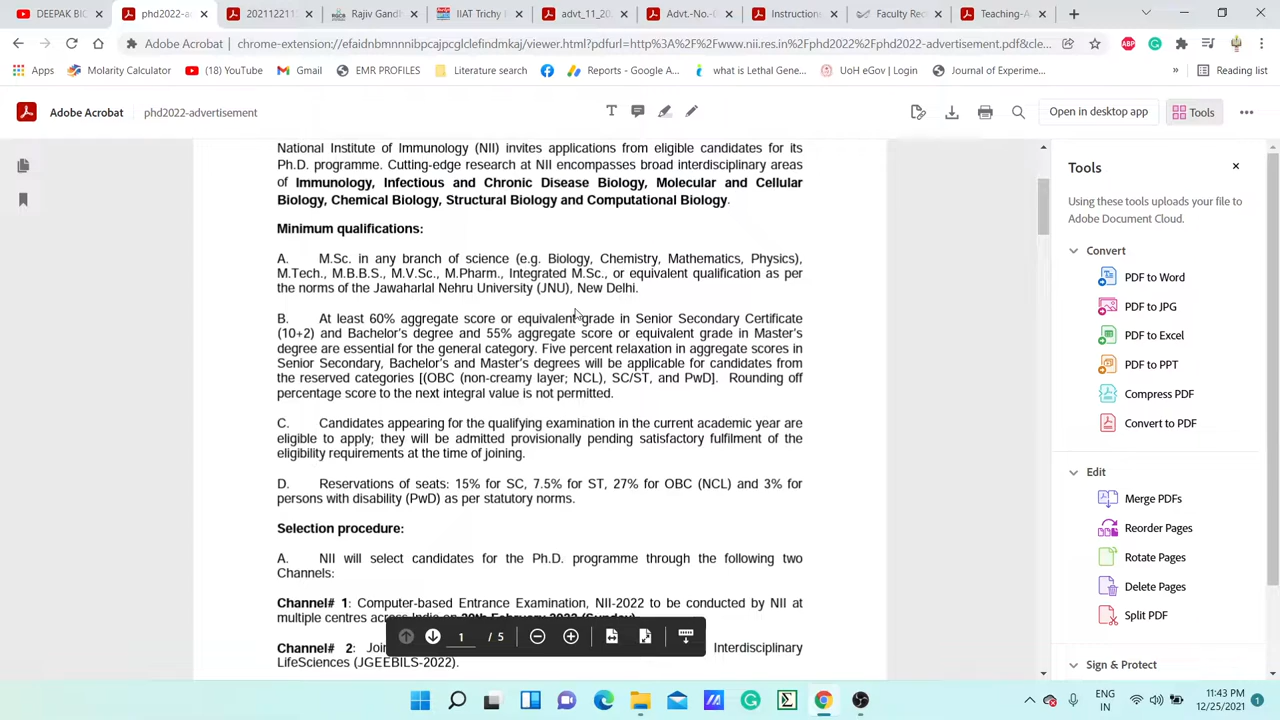 DEEPAK BIO
phd2022-a
2021122115
Rajiv Gandh
IIAT Trichy
advt_11_20
Advt.-No.-0
Instruction
Faculty Rec
Teaching-A
Adobe Acrobat | chrome-extension://efaidnbmnnnibpcajpcglclefindmkaj/viewer.html?pdfurl=http%3A%2F%2Fwww.nii.res.in%2Fphd2022-advertisement.pdf&cle...
Apps
Molarity Calculator
(18) YouTube
Gmail
EMR PROFILES
Literature search
Reports - Google A...
what is Lethal Gene...
UoH eGov | Login
Journal of Experime...
»
Reading list
Adobe Acrobat
phd2022-advertisement
Open in desktop app
Tools
National Institute of Immunology (NII) invites applications from eligible candidates for its
Ph.D. programme. Cutting-edge research at NII encompasses broad interdisciplinary areas
of Immunology, Infectious and Chronic Disease Biology, Molecular and Cellular
Biology, Chemical Biology, Structural Biology and Computational Biology.
Minimum qualifications:
A. M.Sc. in any branch of science (e.g. Biology, Chemistry, Mathematics, Physics),
M.Tech., M.B.B.S., M.V.Sc., M.Pharm., Integrated M.Sc., or equivalent qualification as per
the norms of the Jawaharlal Nehru University (JNU), New Delhi.
B. At least 60% aggregate score or equivalent grade in Senior Secondary Certificate
(10+2) and Bachelor's degree and 55% aggregate score or equivalent grade in Master's
degree are essential for the general category. Five percent relaxation in aggregate scores in
Senior Secondary, Bachelor's and Master's degrees will be applicable for candidates from
the reserved categories [(OBC (non-creamy layer; NCL), SC/ST, and PwD]. Rounding off
percentage score to the next integral value is not permitted.
C. Candidates appearing for the qualifying examination in the current academic year are
eligible to apply; they will be admitted provisionally pending satisfactory fulfilment of the
eligibility requirements at the time of joining.
D. Reservations of seats: 15% for SC, 7.5% for ST, 27% for OBC (NCL) and 3% for
persons with disability (PwD) as per statutory norms.
Selection procedure:
A. NII will select candidates for the Ph.D. programme through the following two
Channels:
Channel# 1: Computer-based Entrance Examination, NII-2022 to be conducted by NII at
multiple centres across India on 20th February 2022 (Sunday).
Channel# 2: Interdisciplinary
LifeSciences (JGEEBILS-2022).
1 / 5
Tools
Using these tools uploads your file to
Adobe Document Cloud.
Convert
PDF to Word
PDF to JPG
PDF to Excel
PDF to PPT
Compress PDF
Convert to PDF
Edit
Merge PDFs
Reorder Pages
Rotate Pages
Delete Pages
Split PDF
Sign & Protect
ENG
IN
11:43 PM
12/25/2021
1